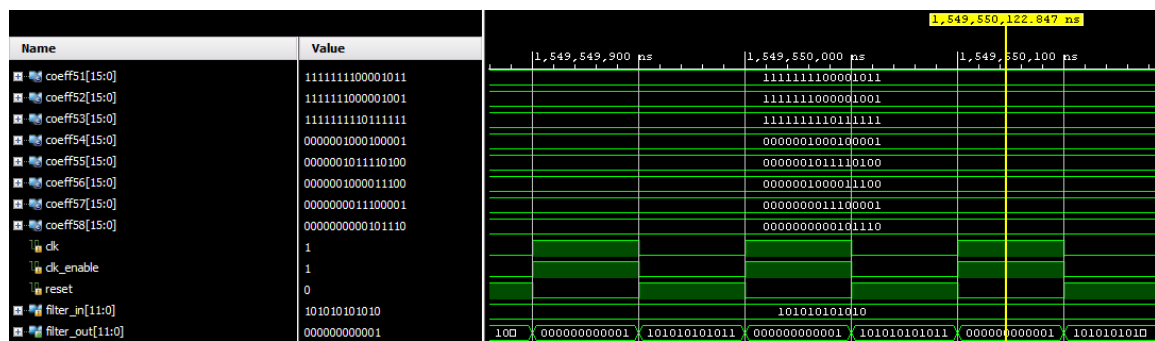 1,549,550,122.847 ns
Name Value
1,549,549,900 ns 1,549,550,000 ns 1,549,550,100 ns
coeff51[15:0] 1111111100001011 1111111100001011
coeff52[15:0] 1111111000001001 1111111000001001
coeff53[15:0] 1111111110111111 1111111110111111
coeff54[15:0] 0000001000100001 0000001000100001
coeff55[15:0] 0000001011110100 0000001011110100
coeff56[15:0] 0000001000011100 0000001000011100
coeff57[15:0] 0000000011100001 0000000011100001
coeff58[15:0] 0000000000101110 0000000000101110
clk 1
clk_enable 1
reset 0
filter_in[11:0] 101010101010 101010101010
filter_out[11:0] 000000000001 100 000000000001 101010101011 000000000001 101010101011 000000000001 1010101010